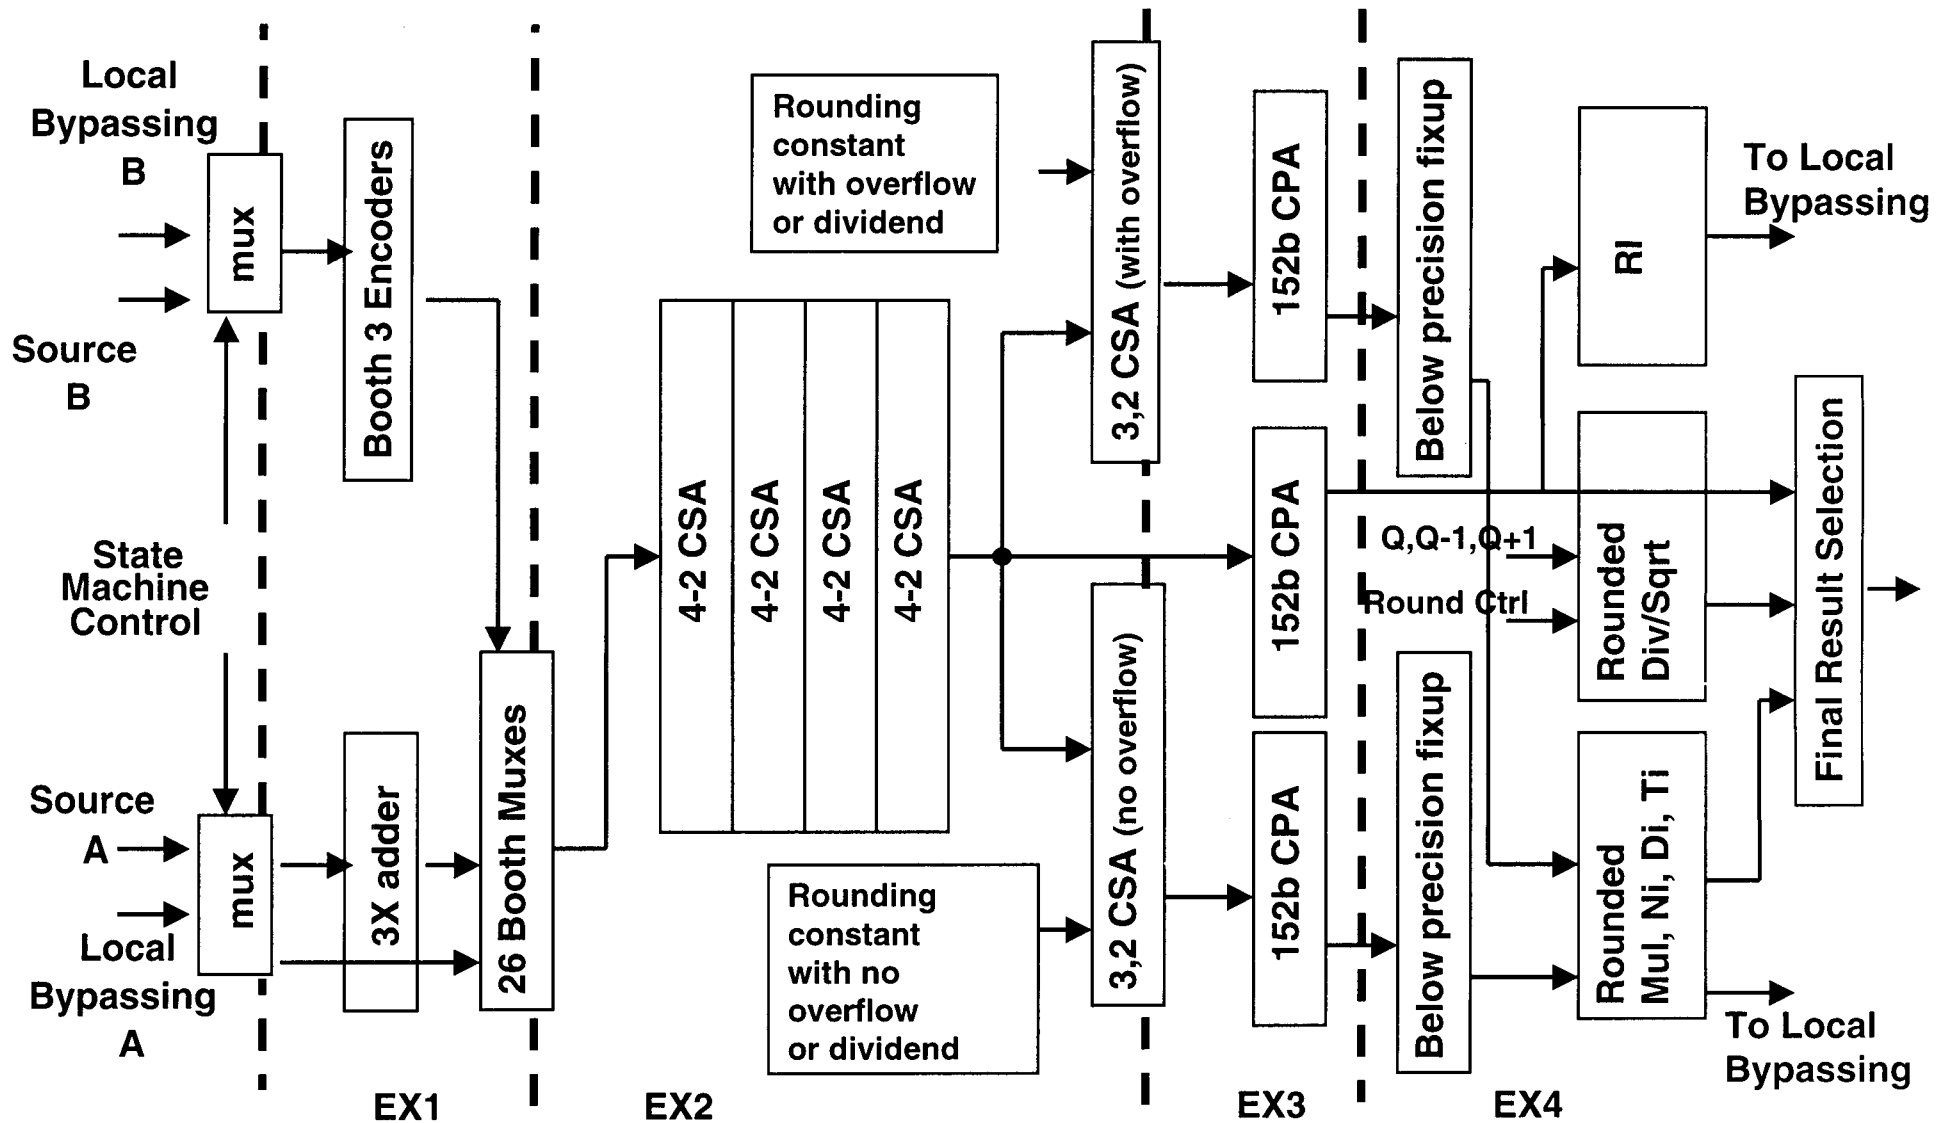 Local
Bypassing
B
mux
Source
B
State
Machine
Control
Source
A
mux
Local
Bypassing
A
Booth 3 Encoders
3X adder
26 Booth Muxes
EX1
4-2 CSA
4-2 CSA
4-2 CSA
4-2 CSA
Rounding
constant
with overflow
or dividend
Rounding
constant
with no
overflow
or dividend
3,2 CSA (with overflow)
3,2 CSA (no overflow)
EX2
152b CPA
152b CPA
152b CPA
EX3
Below precision fixup
Q,Q-1,Q+1
Round Ctrl
Below precision fixup
RI
Rounded
Div/Sqrt
Rounded
Mul, Ni, Di, Ti
EX4
To Local
Bypassing
Final Result Selection
To Local
Bypassing